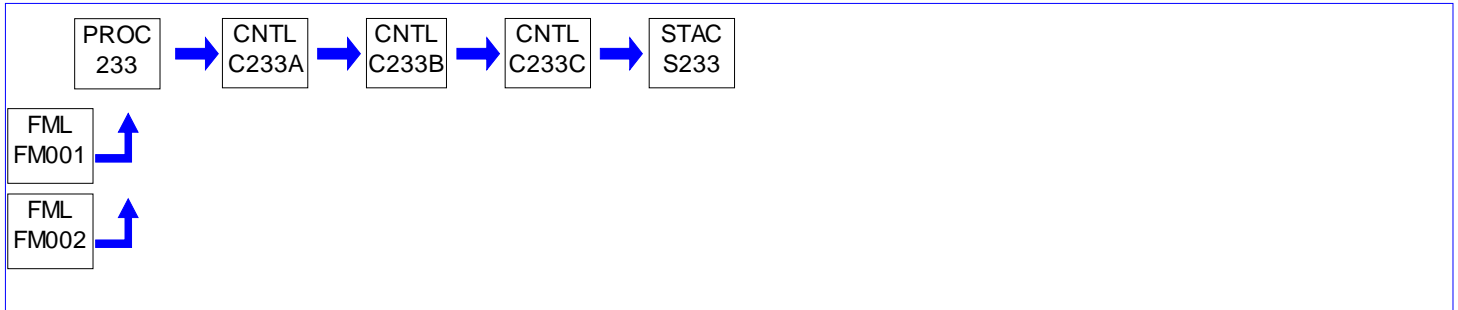 PROC
233
CNTL
C233A
CNTL
C233B
CNTL
C233C
STAC
S233
FML
FM001
FML
FM002